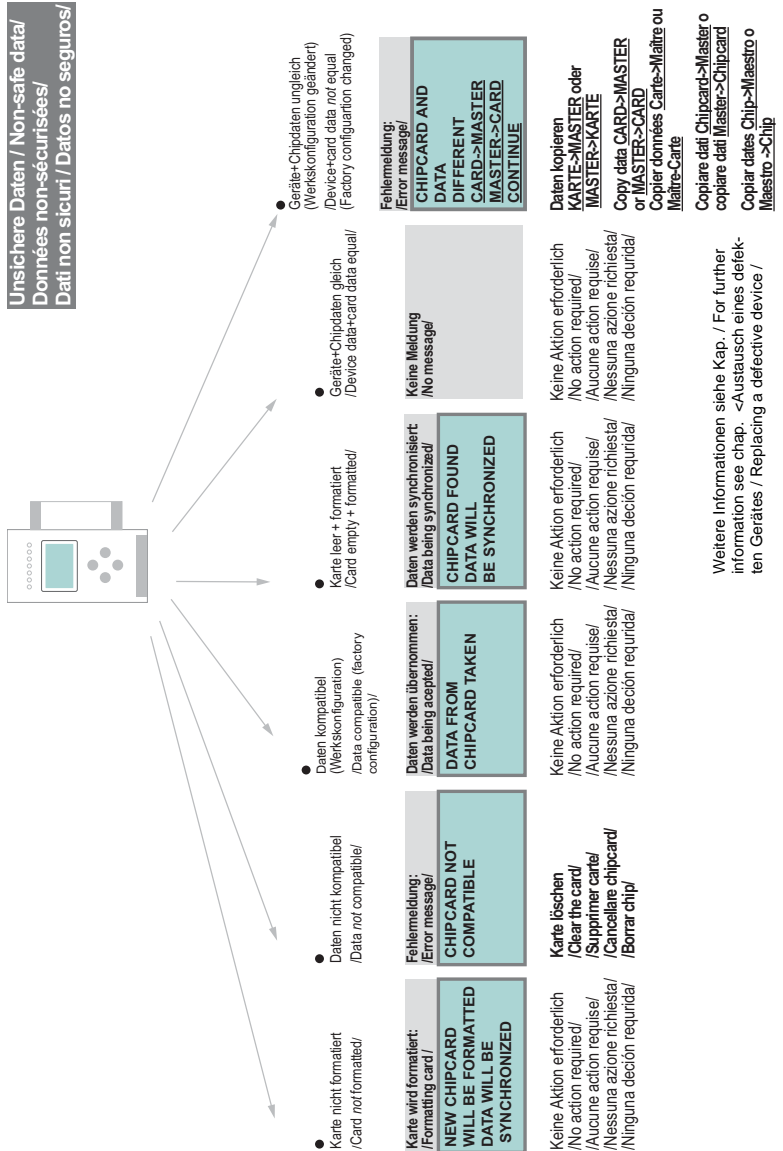 Unsichere Daten / Non-safe data/
Données non-sécurisées/
Dati non sicuri / Datos no seguros/
Karte nicht formatiert
/Card not formatted/
Karte wird formatiert:
/Formatting card /
NEW CHIPCARD
WILL BE FORMATTED
DATA WILL BE
SYNCHRONIZED
Keine Aktion erforderlich
/No action required/
/Aucune action requise/
/Nessuna azione richiesta/
/Ninguna deción requrida/
Daten nicht kompatibel
/Data not compatible/
Fehlermeldung:
/Error message/
CHIPCARD NOT
COMPATIBLE
Karte löschen
/Clear the card/
/Supprimer carte/
/Cancellare chipcard/
/Borrar chip/
Daten kompatibel
(Werkskonfiguration)
/Data compatible (factory
configuration)/
Daten werden übernommen:
/Data being acepted/
DATA FROM
CHIPCARD TAKEN
Keine Aktion erforderlich
/No action required/
/Aucune action requise/
/Nessuna azione richiesta/
/Ninguna deción requrida/
Karte leer + formatiert
/Card empty + formatted/
Daten werden synchronisiert:
/Data being synchronized/
CHIPCARD FOUND
DATA WILL
BE SYNCHRONIZED
Keine Aktion erforderlich
/No action required/
/Aucune action requise/
/Nessuna azione richiesta/
/Ninguna deción requrida/
Geräte+Chipdaten gleich
/Device data+card data equal/
Keine Meldung
/No message/
Keine Aktion erforderlich
/No action required/
/Aucune action requise/
/Nessuna azione richiesta/
/Ninguna deción requrida/
Geräte+Chipdaten ungleich
(Werkskonfiguration geändert)
/Device+card data not equal
(Factory configuartion changed)
Fehlermeldung:
/Error message/
CHIPCARD AND
DATA
DIFFERENT
CARD->MASTER
MASTER->CARD
CONTINUE
Daten kopieren
KARTE->MASTER oder
MASTER->KARTE
Copy data CARD->MASTER
or MASTER->CARD
Copier données Carte->Maître ou
Maître-Carte
Copiare dati Chipcard->Master o
copiare dati Master->Chipcard
Copiar dates Chip->Maestro o
Maestro ->Chip
Weitere Informationen siehe Kap. / For further
information see chap. <Austausch eines defek-
ten Gerätes / Replacing a defective device /